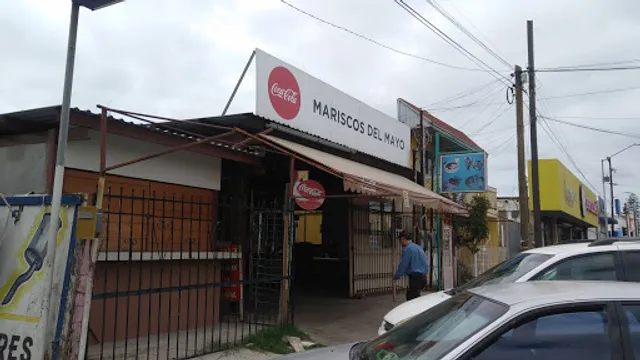 Coca-Cola
MARISCOS DEL MAYO
Coca-Cola
RES